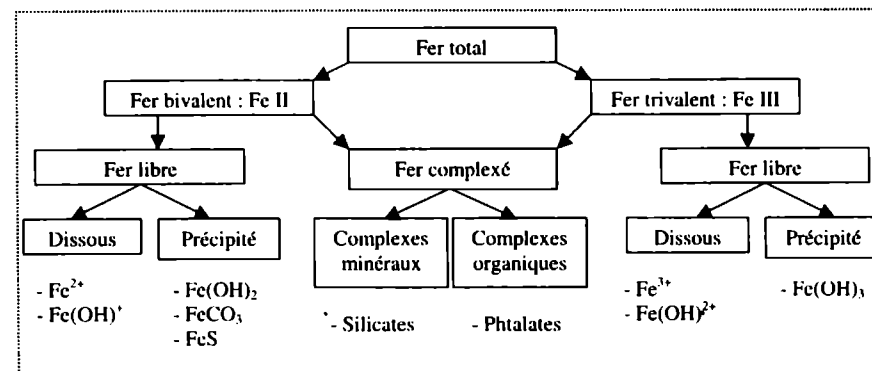 Fer total
Fer bivalent : Fe II
Fer trivalent : Fe III
Fer libre
Fer complexé
Fer libre
Dissous
Précipité
Complexes
minéraux
Complexes
organiques
Dissous
Précipité
- Fe²⁺
- Fe(OH)⁺
- Fe(OH)₂
- FeCO₃
- FeS
- Silicates
- Phtalates
- Fe³⁺
- Fe(OH)²⁺
- Fe(OH)₃